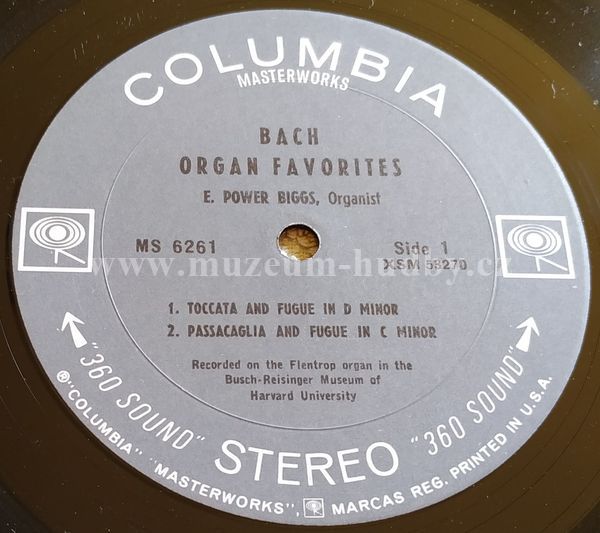 COLUMBIA
MASTERWORKS
BACH
ORGAN FAVORITES
E. POWER BIGGS, Organist
MS 6261
Side 1
XSM 53270
www.muzeum-hudby.cz
1. TOCCATA AND FUGUE IN D MINOR
2. PASSACAGLIA AND FUGUE IN C MINOR
Recorded on the Flentrop organ in the
Busch-Reisinger Museum of
Harvard University
"360 SOUND" STEREO "360 SOUND"
® "COLUMBIA" "MASTERWORKS", MARCAS REG. PRINTED IN U.S.A.